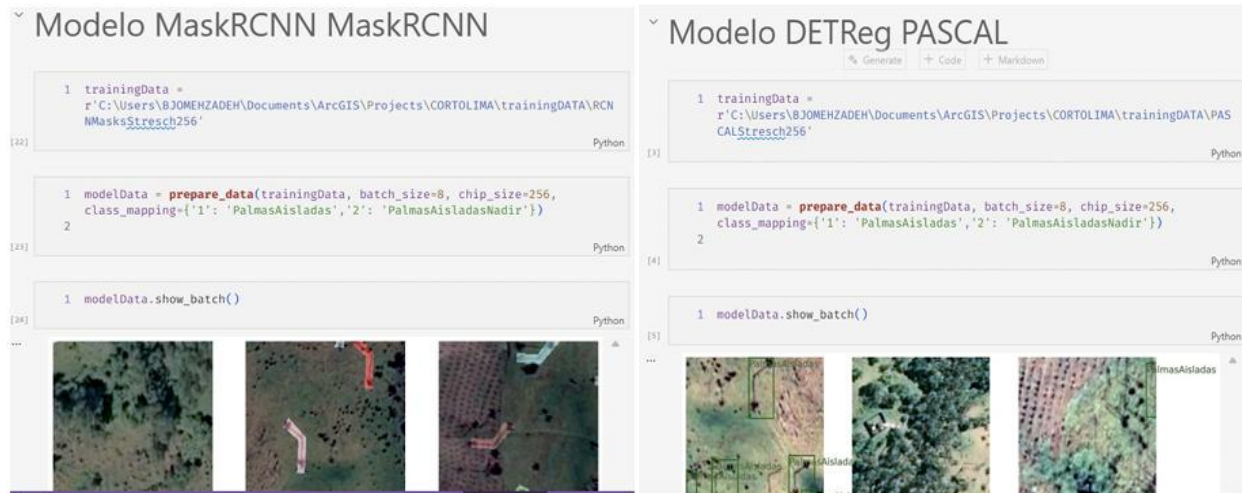 Modelo MaskRCNN MaskRCNN
1 trainingData =
r'C:\Users\BJOMEHZADEH\Documents\ArcGIS\Projects\CORTOLIMA\trainingDATA\RCN
NMasksStresch256'
[22]
Python
1 modelData = prepare_data(trainingData, batch_size=8, chip_size=256,
class_mapping={'1': 'PalmasAisladas','2': 'PalmasAisladasNadir'})
2
[23]
Python
1 modelData.show_batch()
[24]
Python
...
Modelo DETReg PASCAL
Generate + Code + Markdown
1 trainingData =
r'C:\Users\BJOMEHZADEH\Documents\ArcGIS\Projects\CORTOLIMA\trainingDATA\PAS
CALStresch256'
[3]
Python
1 modelData = prepare_data(trainingData, batch_size=8, chip_size=256,
class_mapping={'1': 'PalmasAisladas','2': 'PalmasAisladasNadir'})
2
[4]
Python
1 modelData.show_batch()
[5]
Python
...
PalmasAisladas